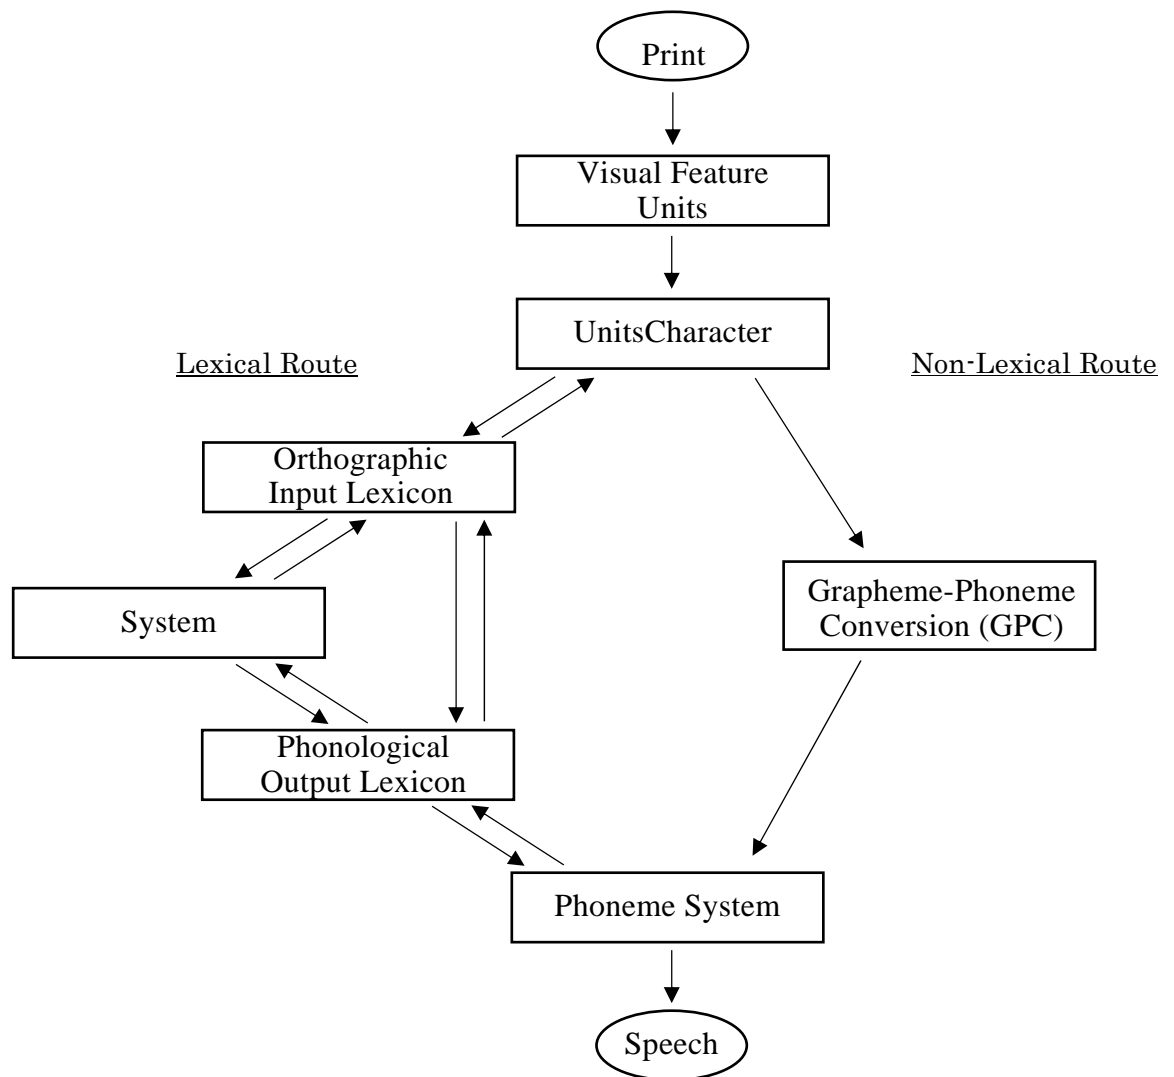 Print
Visual Feature
Units
UnitsCharacter
Lexical Route
Non-Lexical Route
Orthographic
Input Lexicon
Grapheme-Phoneme
Conversion (GPC)
System
Phonological
Output Lexicon
Phoneme System
Speech